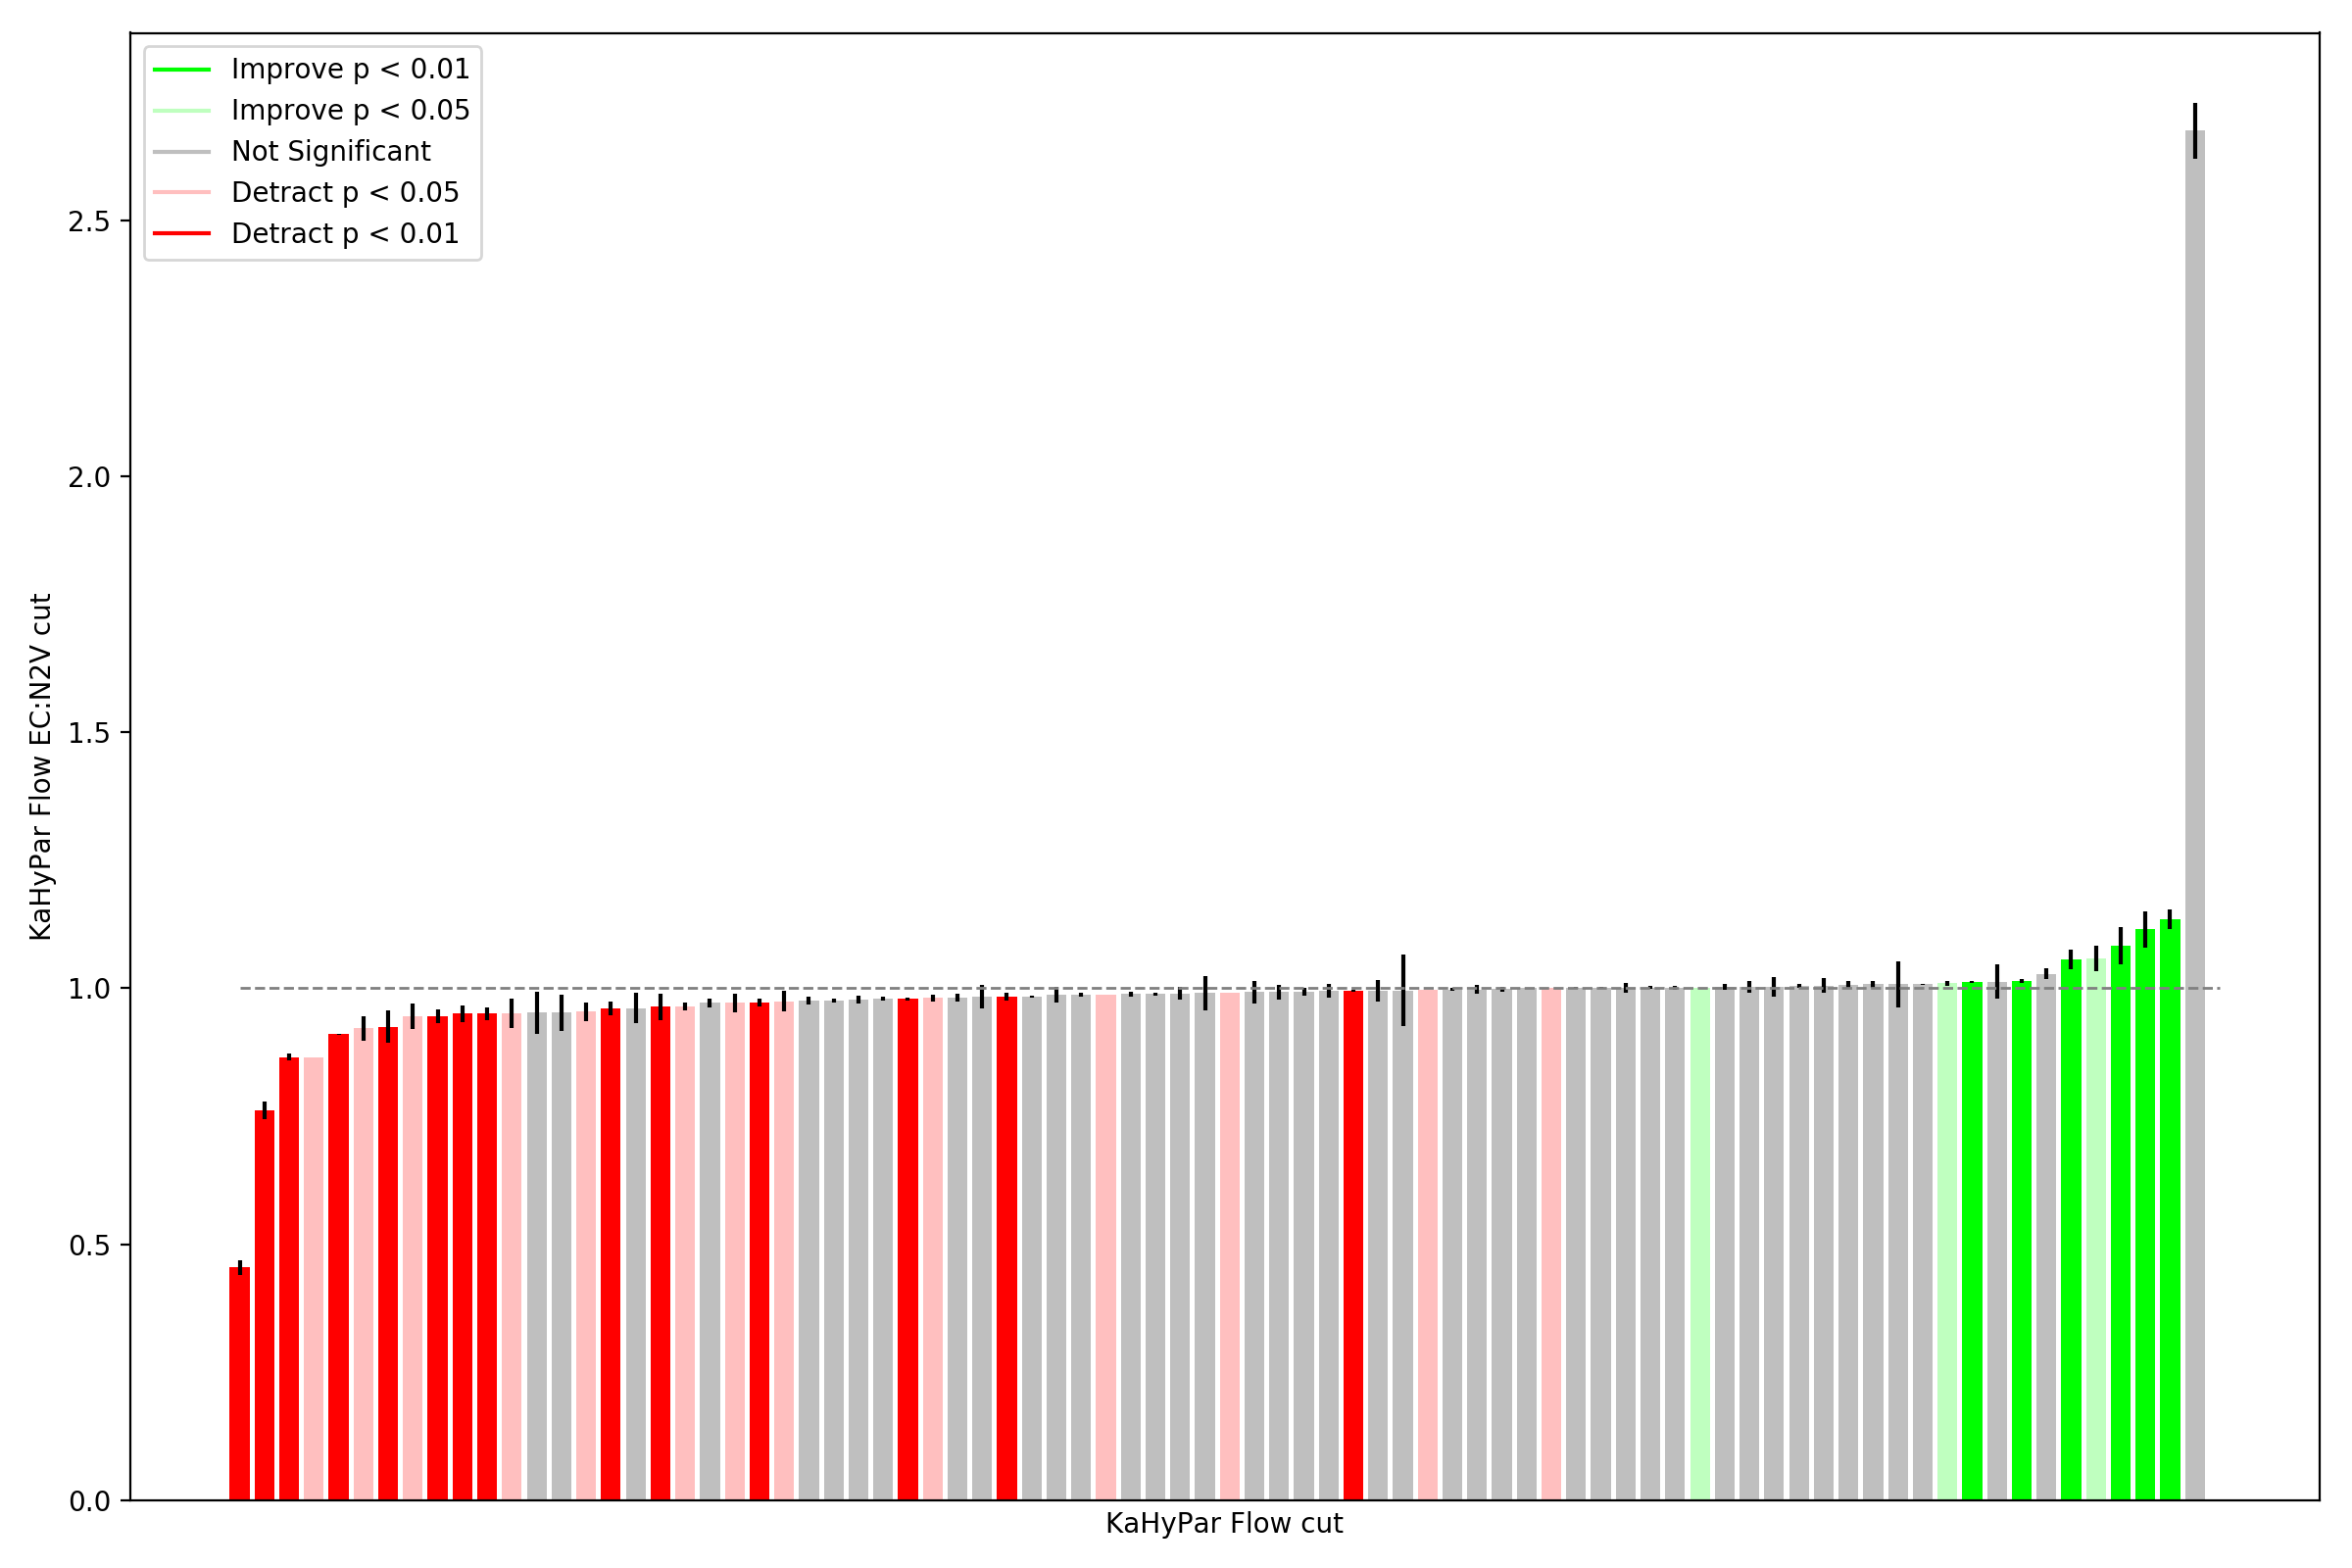 Improve p < 0.01
Improve p < 0.05
Not Significant
Detract p < 0.05
Detract p < 0.01
2.5
2.0
1.5
1.0
0.5
0.0
KaHyPar Flow EC:N2V cut
KaHyPar Flow cut